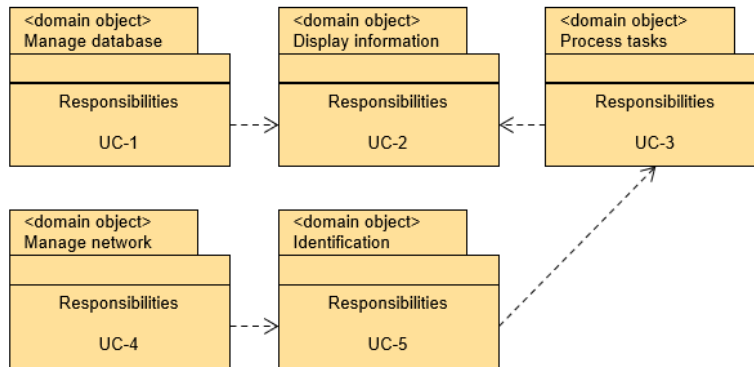 <domain object>
Manage database
Responsibilities
UC-1
<domain object>
Display information
Responsibilities
UC-2
<domain object>
Process tasks
Responsibilities
UC-3
<domain object>
Manage network
Responsibilities
UC-4
<domain object>
Identification
Responsibilities
UC-5